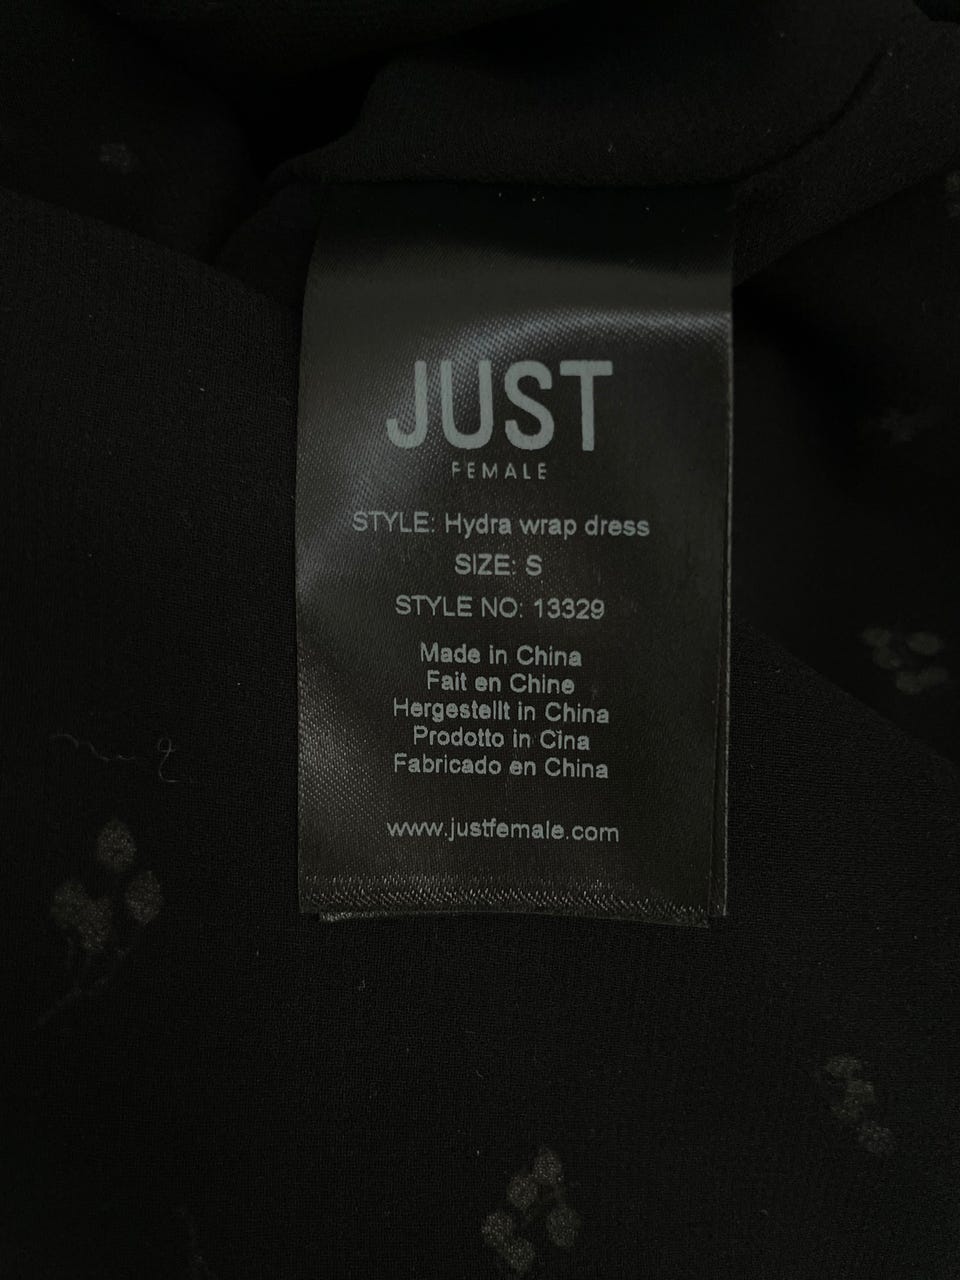 JUST
FEMALE
STYLE: Hydra wrap dress
SIZE: S
STYLE NO: 13329
Made in China
Fait en Chine
Hergestellt in China
Prodotto in Cina
Fabricado en China
www.justfemale.com